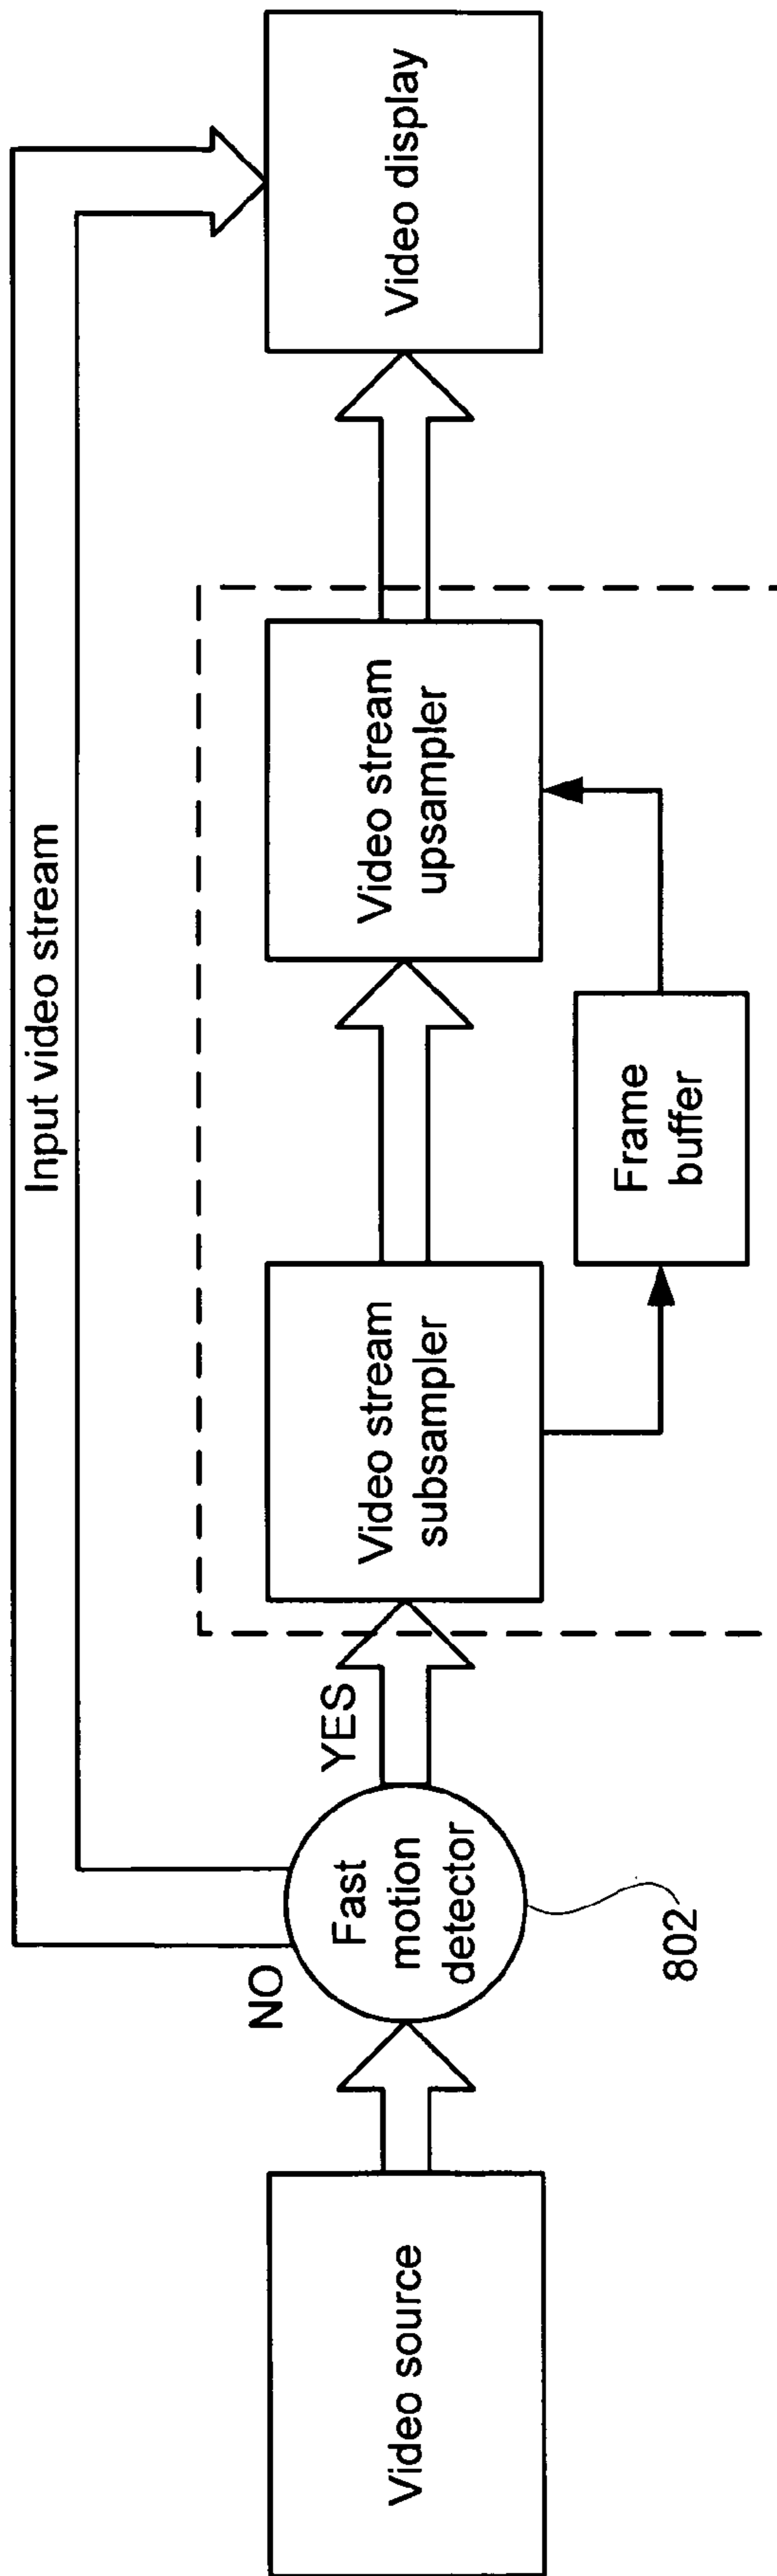 Input video stream
Video source
NO
Fast
motion
detector
802
YES
Video stream
subsampler
Frame
buffer
Video stream
upsampler
Video display